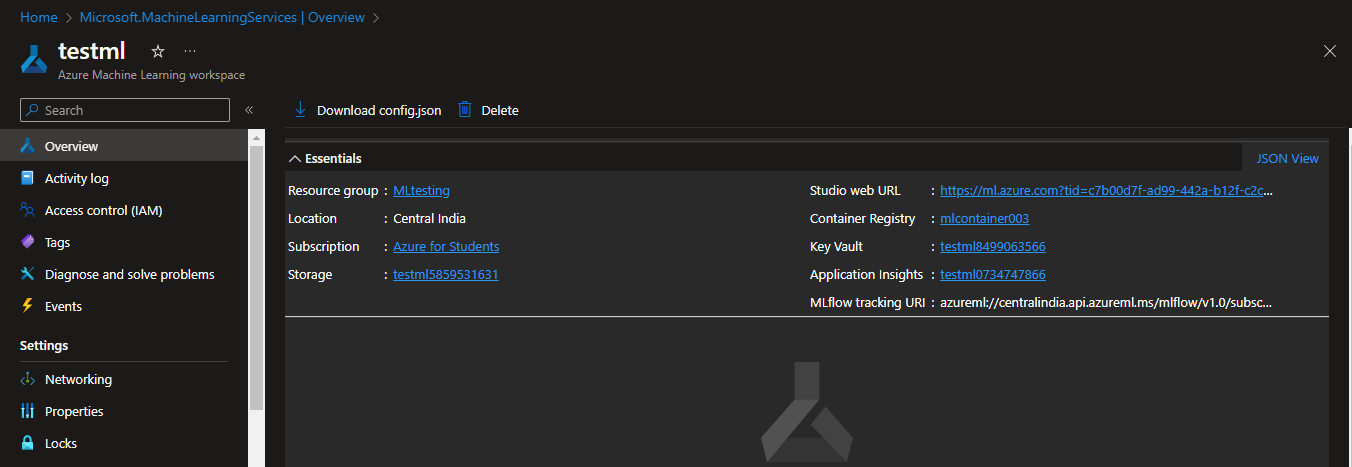 Home > Microsoft.MachineLearningServices | Overview >
testml ☆ ...
Azure Machine Learning workspace
Search «
Overview
Activity log
Access control (IAM)
Tags
Diagnose and solve problems
Events
Settings
Networking
Properties
Locks
Download config.json Delete
Essentials JSON View
Resource group : MLtesting
Location : Central India
Subscription : Azure for Students
Storage : testml5859531631
Studio web URL : https://ml.azure.com?tid=c7b00d7f-ad99-442a-b12f-c2c...
Container Registry : mlcontainer003
Key Vault : testml8499063566
Application Insights : testml0734747866
MLflow tracking URI : azureml://centralindia.api.azureml.ms/mlflow/v1.0/subsc...